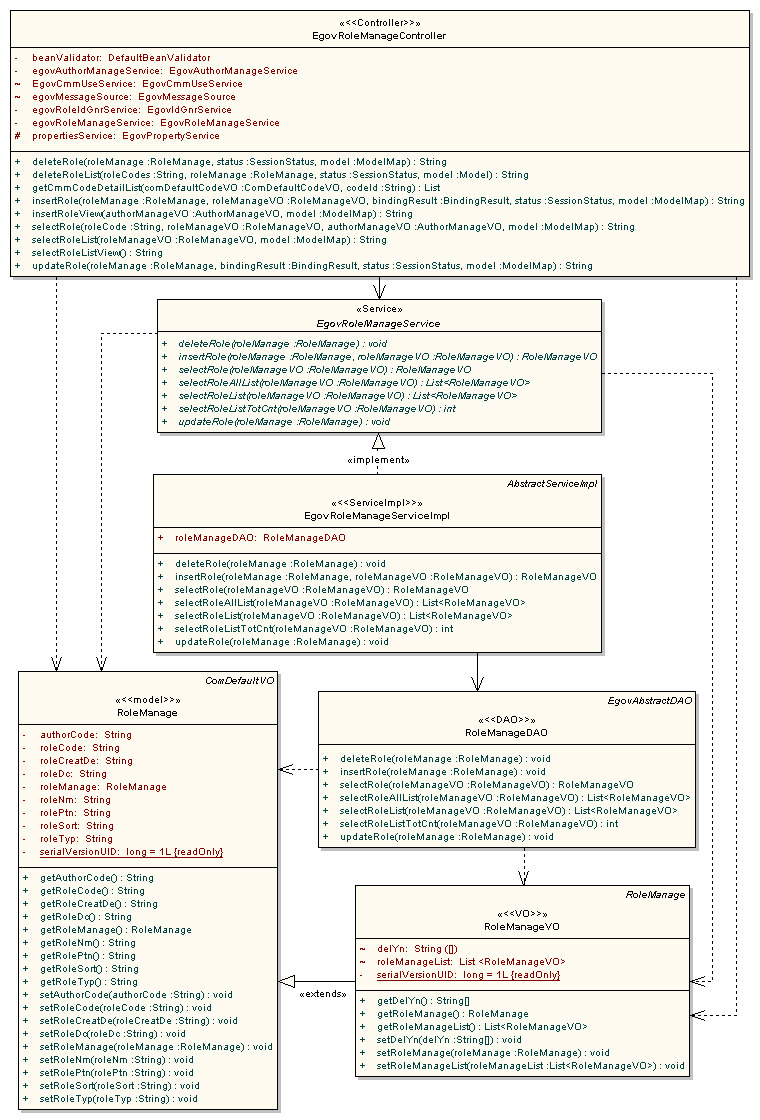 «<<Controller>>»
EgovRoleManageController
- beanValidator: DefaultBeanValidator
- egovAuthorManageService: EgovAuthorManageService
~ EgovCmmUseService: EgovCmmUseService
~ egovMessageSource: EgovMessageSource
- egovRoleIdGnrService: EgovIdGnrService
- egovRoleManageService: EgovRoleManageService
# propertiesService: EgovPropertyService
+ deleteRole(roleManage :RoleManage, status :SessionStatus, model :ModelMap) : String
+ deleteRoleList(roleCodes :String, roleManage :RoleManage, status :SessionStatus, model :Model) : String
+ getCmmCodeDetailList(comDefaultCodeVO :ComDefaultCodeVO, codeId :String) : List
+ insertRole(roleManage :RoleManage, roleManageVO :RoleManageVO, bindingResult :BindingResult, status :SessionStatus, model :ModelMap) : String
+ insertRoleView(authorManageVO :AuthorManageVO, model :ModelMap) : String
+ selectRole(roleCode :String, roleManageVO :RoleManageVO, authorManageVO :AuthorManageVO, model :ModelMap) : String
+ selectRoleList(roleManageVO :RoleManageVO, model :ModelMap) : String
+ selectRoleListView() : String
+ updateRole(roleManage :RoleManage, bindingResult :BindingResult, status :SessionStatus, model :ModelMap) : String
«Service»
EgovRoleManageService
+ deleteRole(roleManage :RoleManage) : void
+ insertRole(roleManage :RoleManage, roleManageVO :RoleManageVO) : RoleManageVO
+ selectRole(roleManageVO :RoleManageVO) : RoleManageVO
+ selectRoleAllList(roleManageVO :RoleManageVO) : List<RoleManageVO>
+ selectRoleList(roleManageVO :RoleManageVO) : List<RoleManageVO>
+ selectRoleListTotCnt(roleManageVO :RoleManageVO) : int
+ updateRole(roleManage :RoleManage) : void
«implement»
AbstractServiceImpl
«<<ServiceImpl>>»
EgovRoleManageServiceImpl
+ roleManageDAO: RoleManageDAO
+ deleteRole(roleManage :RoleManage) : void
+ insertRole(roleManage :RoleManage, roleManageVO :RoleManageVO) : RoleManageVO
+ selectRole(roleManageVO :RoleManageVO) : RoleManageVO
+ selectRoleAllList(roleManageVO :RoleManageVO) : List<RoleManageVO>
+ selectRoleList(roleManageVO :RoleManageVO) : List<RoleManageVO>
+ selectRoleListTotCnt(roleManageVO :RoleManageVO) : int
+ updateRole(roleManage :RoleManage) : void
ComDefaultVO
«<<model>>»
RoleManage
- authorCode: String
- roleCode: String
- roleCreatDe: String
- roleDc: String
- roleManage: RoleManage
- roleNm: String
- rolePtn: String
- roleSort: String
- roleTyp: String
- serialVersionUID: long = 1L {readOnly}
+ getAuthorCode() : String
+ getRoleCode() : String
+ getRoleCreatDe() : String
+ getRoleDc() : String
+ getRoleManage() : RoleManage
+ getRoleNm() : String
+ getRolePtn() : String
+ getRoleSort() : String
+ getRoleTyp() : String
+ setAuthorCode(authorCode :String) : void
+ setRoleCode(roleCode :String) : void
+ setRoleCreatDe(roleCreatDe :String) : void
+ setRoleDc(roleDc :String) : void
+ setRoleManage(roleManage :RoleManage) : void
+ setRoleNm(roleNm :String) : void
+ setRolePtn(rolePtn :String) : void
+ setRoleSort(roleSort :String) : void
+ setRoleTyp(roleTyp :String) : void
EgovAbstractDAO
«<<DAO>>»
RoleManageDAO
+ deleteRole(roleManage :RoleManage) : void
+ insertRole(roleManage :RoleManage) : void
+ selectRole(roleManageVO :RoleManageVO) : RoleManageVO
+ selectRoleAllList(roleManageVO :RoleManageVO) : List<RoleManageVO>
+ selectRoleList(roleManageVO :RoleManageVO) : List<RoleManageVO>
+ selectRoleListTotCnt(roleManageVO :RoleManageVO) : int
+ updateRole(roleManage :RoleManage) : void
RoleManage
«<<VO>>»
RoleManageVO
~ delYn: String ([])
~ roleManageList: List <RoleManageVO>
- serialVersionUID: long = 1L {readOnly}
+ getDelYn() : String[]
+ getRoleManage() : RoleManage
+ getRoleManageList() : List<RoleManageVO>
+ setDelYn(delYn :String[]) : void
+ setRoleManage(roleManage :RoleManage) : void
+ setRoleManageList(roleManageList :List<RoleManageVO>) : void
«extends»